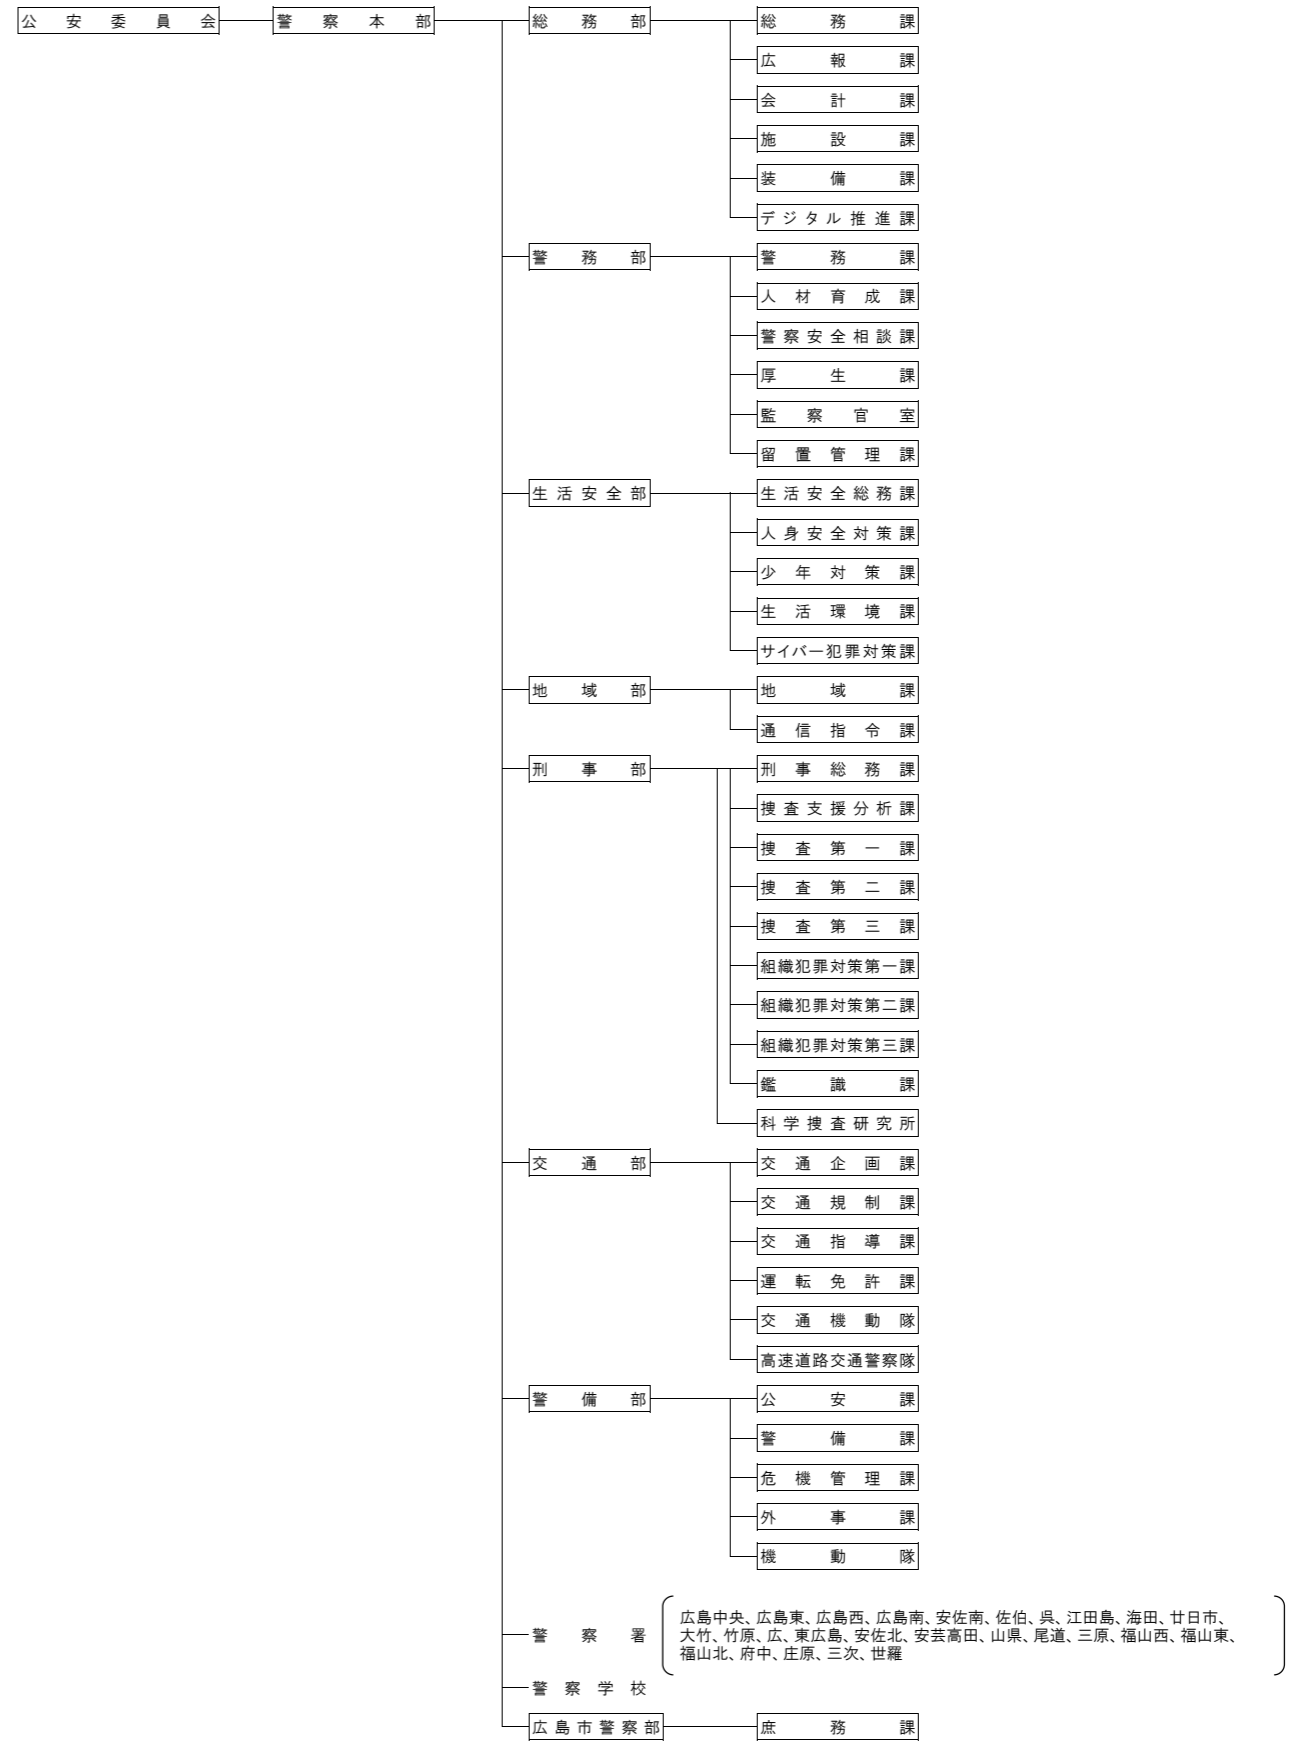 公安委員会
警察本部
総務部
総務課
広報課
会計課
施設課
装備課
デジタル推進課
警務部
警務課
人材育成課
警察安全相談課
厚生課
監察官室
留置管理課
生活安全部
生活安全総務課
人身安全対策課
少年対策課
生活環境課
サイバー犯罪対策課
地域部
地域課
通信指令課
刑事部
刑事総務課
捜査支援分析課
捜査第一課
捜査第二課
捜査第三課
組織犯罪対策第一課
組織犯罪対策第二課
組織犯罪対策第三課
鑑識課
科学捜査研究所
交通部
交通企画課
交通規制課
交通指導課
運転免許課
交通機動隊
高速道路交通警察隊
警備部
公安課
警備課
危機管理課
外事課
機動隊
警察署
広島中央、広島東、広島西、広島南、安佐南、佐伯、呉、江田島、海田、廿日市、
大竹、竹原、広、東広島、安佐北、安芸高田、山県、尾道、三原、福山西、福山東、
福山北、府中、庄原、三次、世羅
警察学校
広島市警察部
庶務課